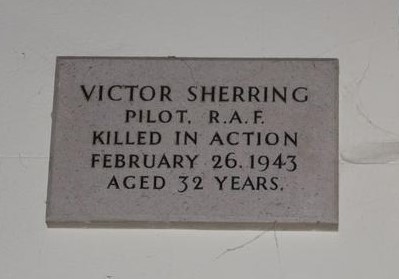 VICTOR SHERRING
PILOT, R.A.F.
KILLED IN ACTION
FEBRUARY 26.1943
AGED 32 YEARS.